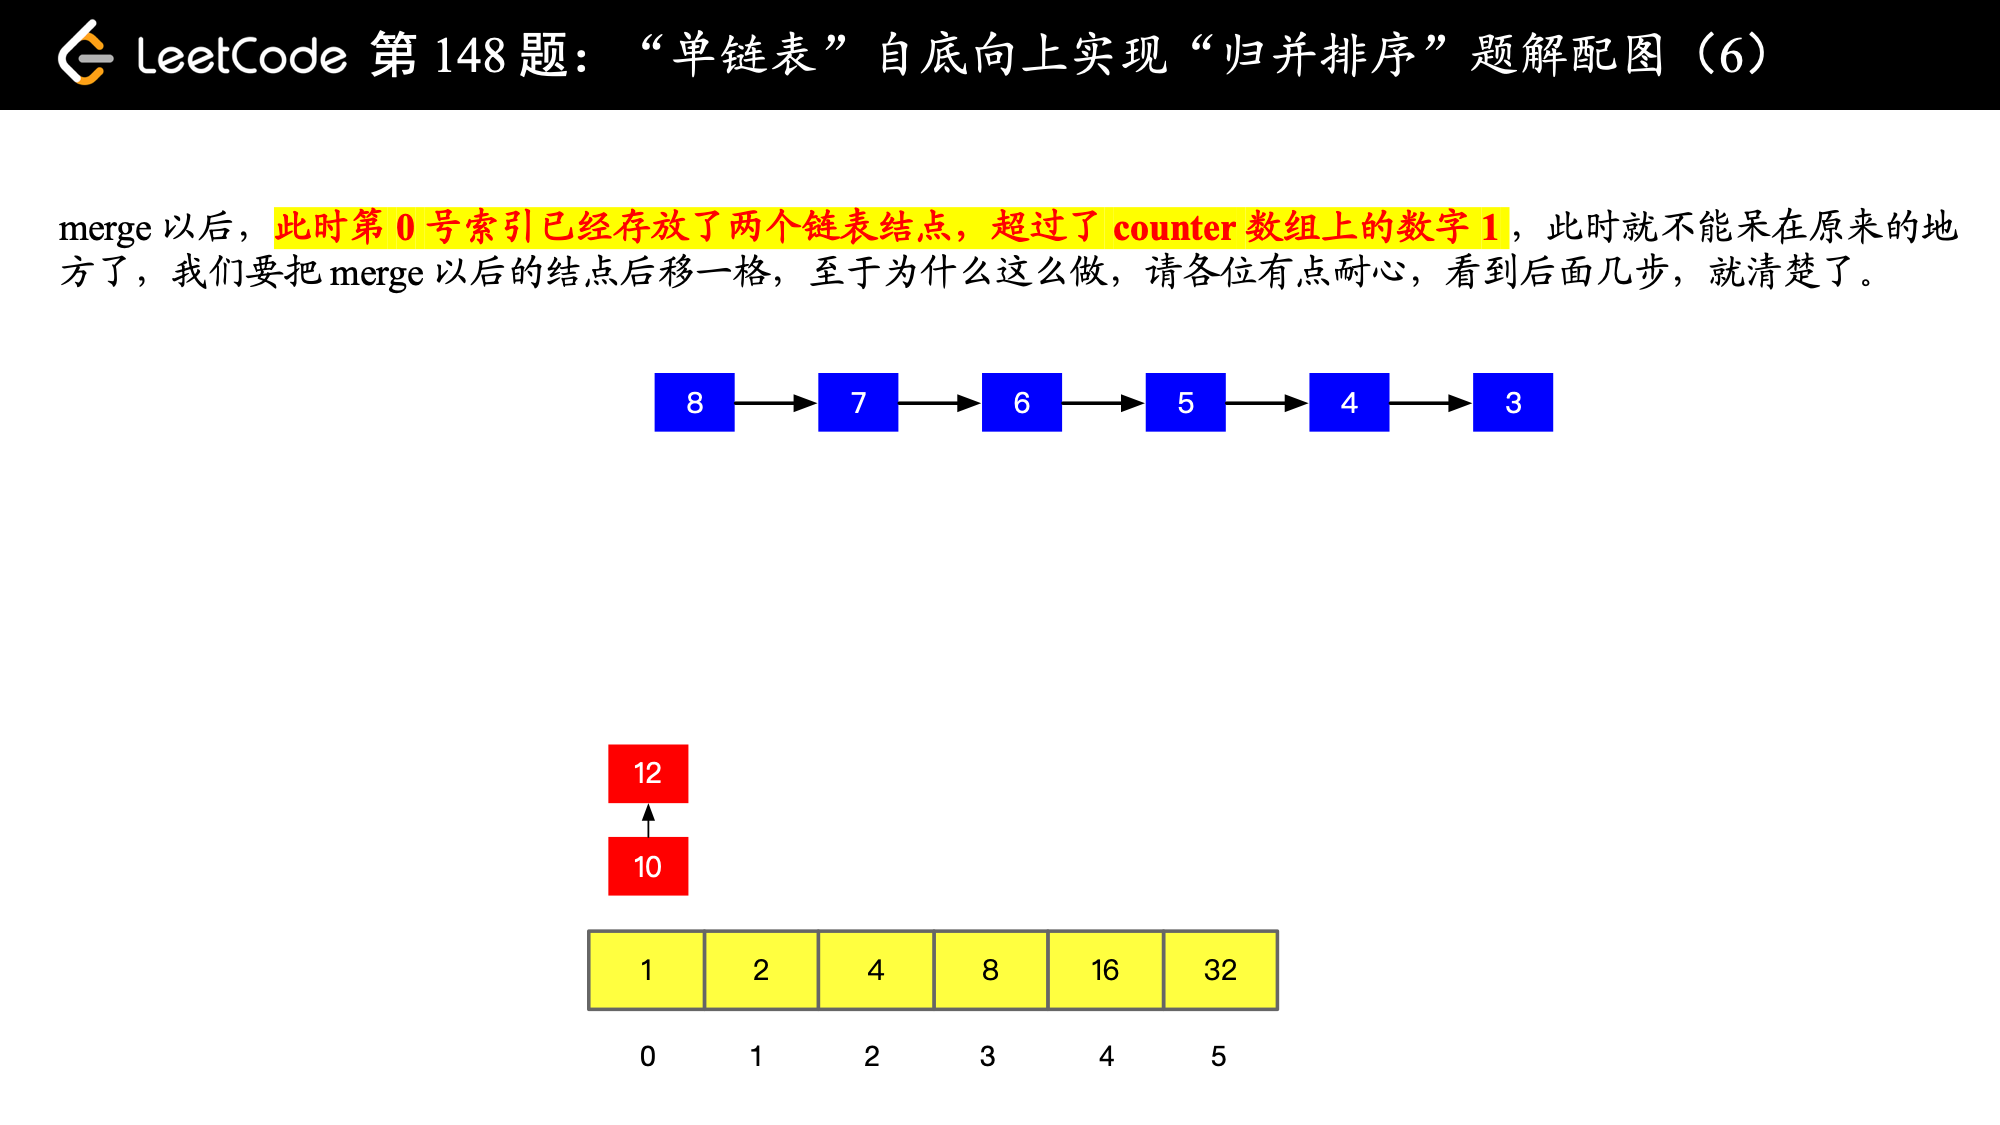 LeetCode 第 148 题：“单链表”自底向上实现“归并排序”题解配图（6）
merge 以后，此时第 0 号索引已经存放了两个链表结点，超过了 counter 数组上的数字 1，此时就不能呆在原来的地
方了，我们要把 merge 以后的结点后移一格，至于为什么这么做，请各位有点耐心，看到后面几步，就清楚了。
8 7 6 5 4 3
12
10
1 2 4 8 16 32
0 1 2 3 4 5